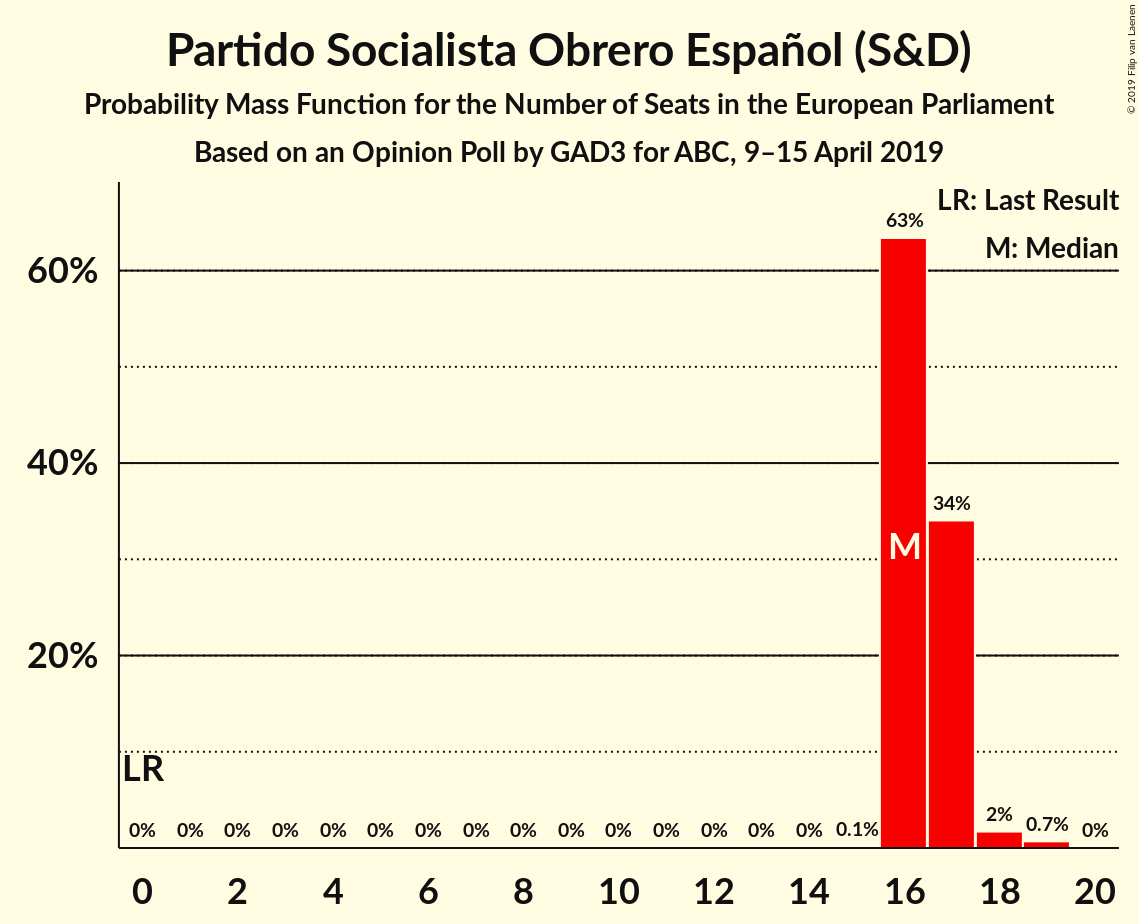 Partido Socialista Obrero Español (S&D)
Probability Mass Function for the Number of Seats in the European Parliament
Based on an Opinion Poll by GAD3 for ABC, 9–15 April 2019
© 2019 Filip van Laenen
LR: Last Result
M: Median
63%
60%
40%
34%
M
20%
LR
0% 0% 0% 0% 0% 0% 0% 0% 0% 0% 0% 0% 0% 0% 0% 0.1% 2% 0.7% 0%
0 2 4 6 8 10 12 14 16 18 20